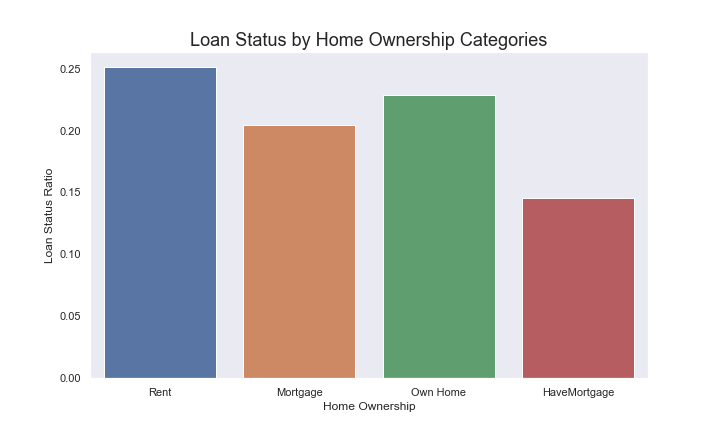 Loan Status by Home Ownership Categories
0.25
0.20
0.15
0.10
0.05
0.00
Loan Status Ratio
Rent
Mortgage
Own Home
HaveMortgage
Home Ownership